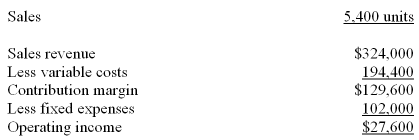 Sales 5,400 units
Sales revenue $324,000
Less variable costs 194,400
Contribution margin $129,600
Less fixed expenses 102,000
Operating income $27,600